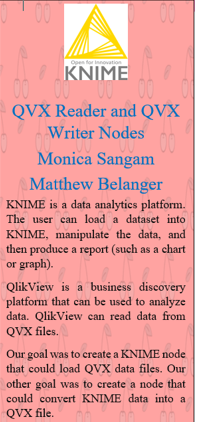 Open for Innovation
KNIME
QVX Reader and QVX
Writer Nodes
Monica Sangam
Matthew Belanger
KNIME is a data analytics platform.
The user can load a dataset into
KNIME, manipulate the data, and
then produce a report (such as a chart
or graph).
QlikView is a business discovery
platform that can be used to analyze
data. QlikView can read data from
QVX files.
Our goal was to create a KNIME node
that could load QVX data files. Our
other goal was to create a node that
could convert KNIME data into a
QVX file.